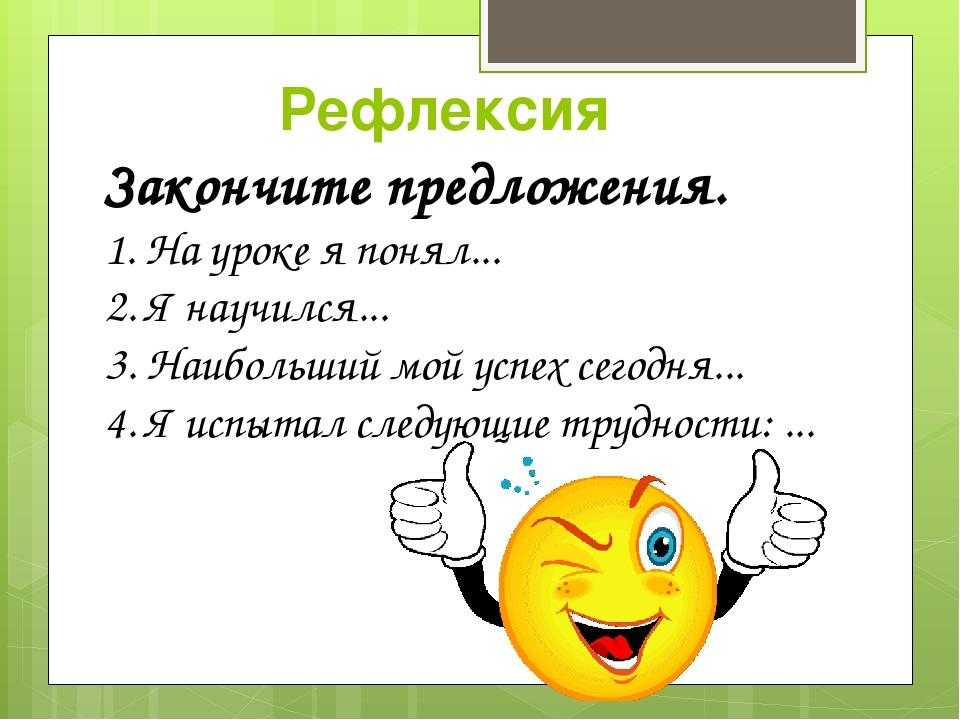 Рефлексия
Закончите предложения.
1. На уроке я понял...
2. Я научился...
3. Наибольший мой успех сегодня...
4. Я испытал следующие трудности: ...